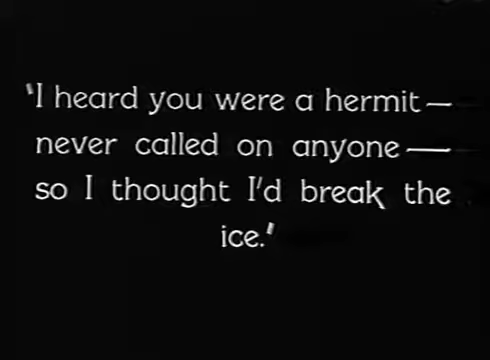 'I heard you were a hermit—
never called on anyone—
so I thought I'd break the
ice.'